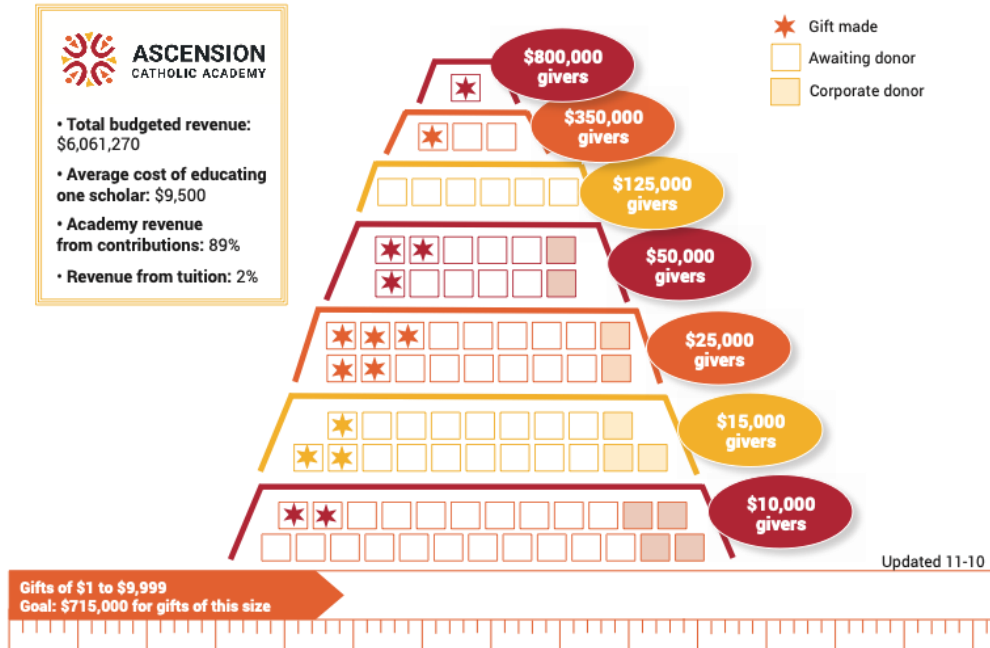 ASCENSION
CATHOLIC ACADEMY
• Total budgeted revenue:
$6,061,270
• Average cost of educating
one scholar: $9,500
• Academy revenue
from contributions: 89%
• Revenue from tuition: 2%
Gift made
Awaiting donor
Corporate donor
$800,000
givers
$350,000
givers
$125,000
givers
$50,000
givers
$25,000
givers
$15,000
givers
$10,000
givers
Updated 11-10
Gifts of $1 to $9,999
Goal: $715,000 for gifts of this size